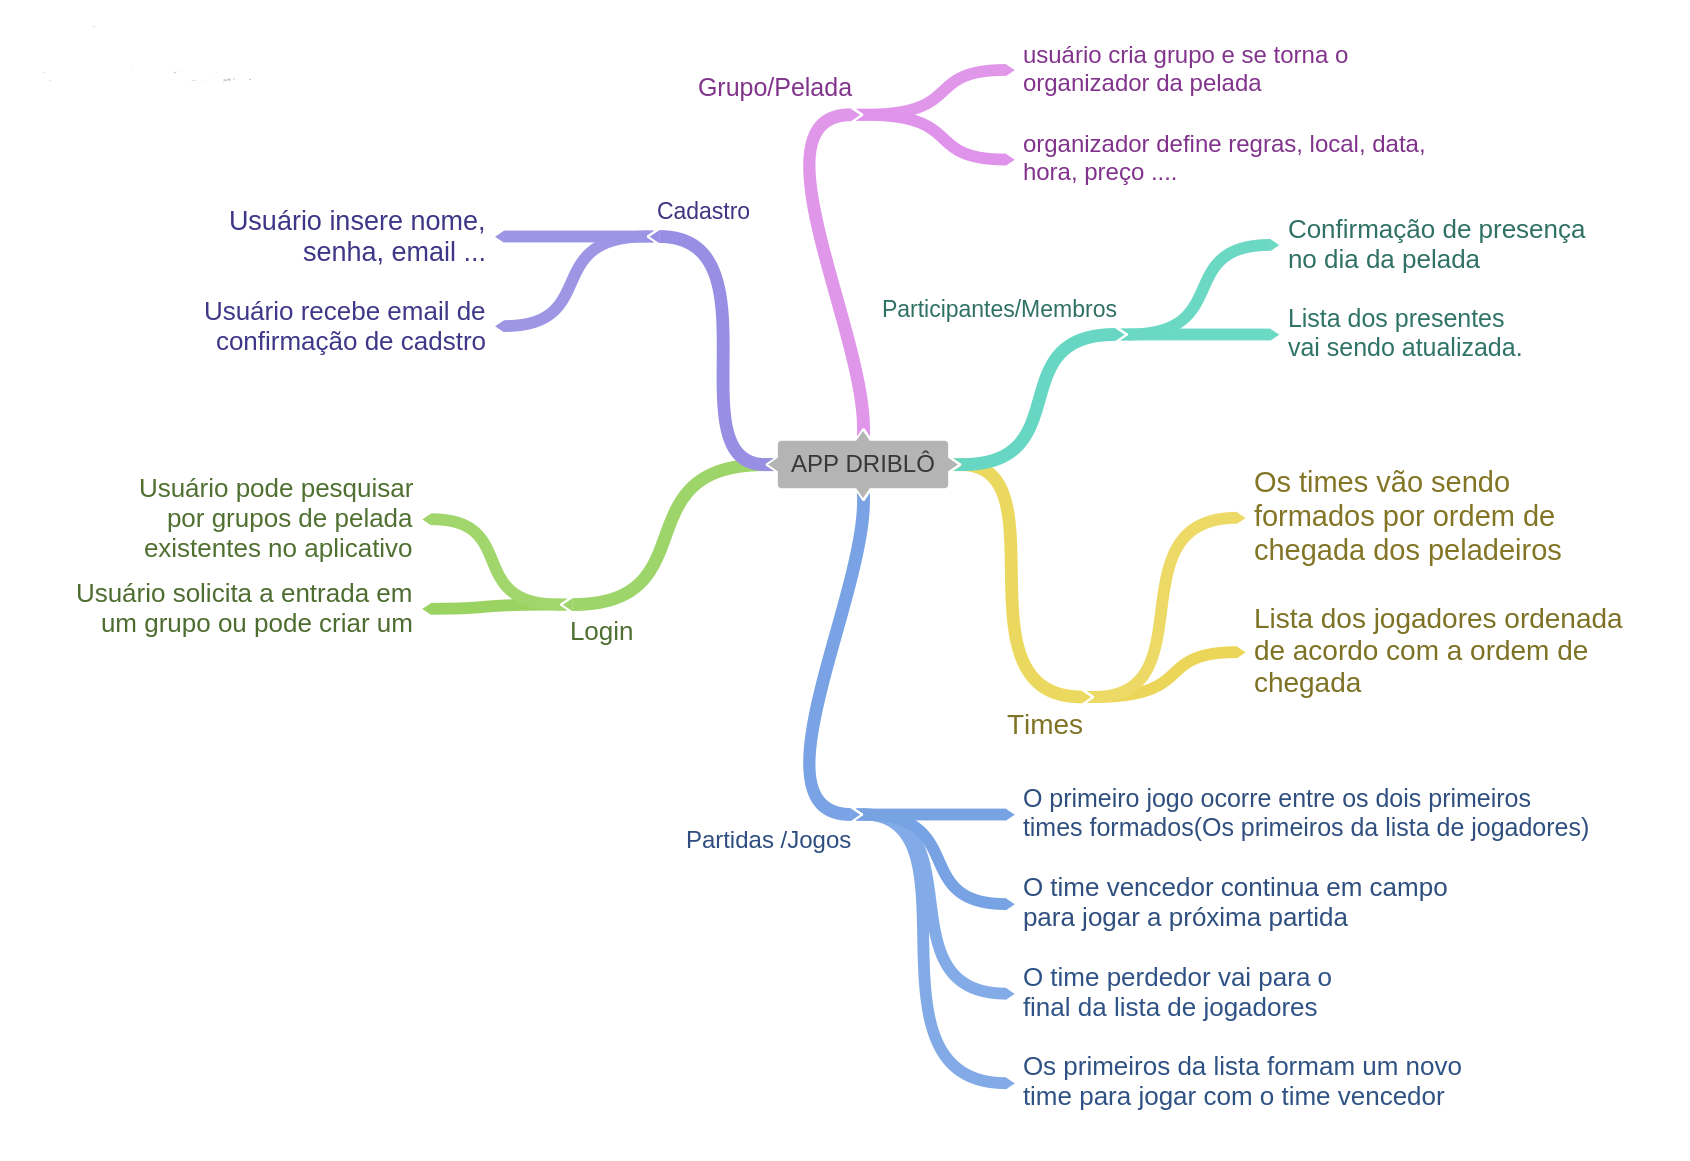 Grupo/Pelada
usuário cria grupo e se torna o
organizador da pelada
organizador define regras, local, data,
hora, preço ....
Cadastro
Usuário insere nome,
senha, email ...
Usuário recebe email de
confirmação de cadstro
Participantes/Membros
Confirmação de presença
no dia da pelada
Lista dos presentes
vai sendo atualizada.
APP DRIBLÔ
Usuário pode pesquisar
por grupos de pelada
existentes no aplicativo
Usuário solicita a entrada em
um grupo ou pode criar um
Login
Os times vão sendo
formados por ordem de
chegada dos peladeiros
Lista dos jogadores ordenada
de acordo com a ordem de
chegada
Times
Partidas /Jogos
O primeiro jogo ocorre entre os dois primeiros
times formados(Os primeiros da lista de jogadores)
O time vencedor continua em campo
para jogar a próxima partida
O time perdedor vai para o
final da lista de jogadores
Os primeiros da lista formam um novo
time para jogar com o time vencedor